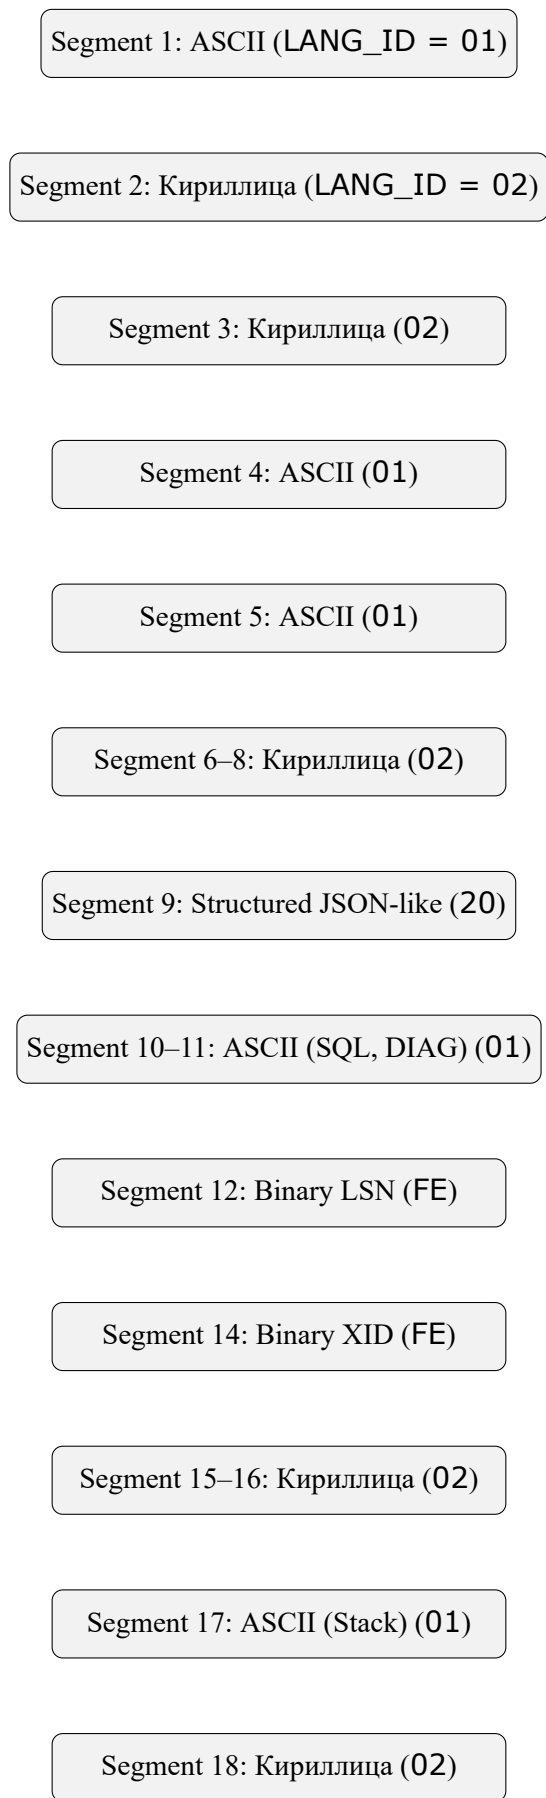 Segment 1: ASCII (LANG_ID = 01)
Segment 2: Кириллица (LANG_ID = 02)
Segment 3: Кириллица (02)
Segment 4: ASCII (01)
Segment 5: ASCII (01)
Segment 6–8: Кириллица (02)
Segment 9: Structured JSON-like (20)
Segment 10–11: ASCII (SQL, DIAG) (01)
Segment 12: Binary LSN (FE)
Segment 14: Binary XID (FE)
Segment 15–16: Кириллица (02)
Segment 17: ASCII (Stack) (01)
Segment 18: Кириллица (02)